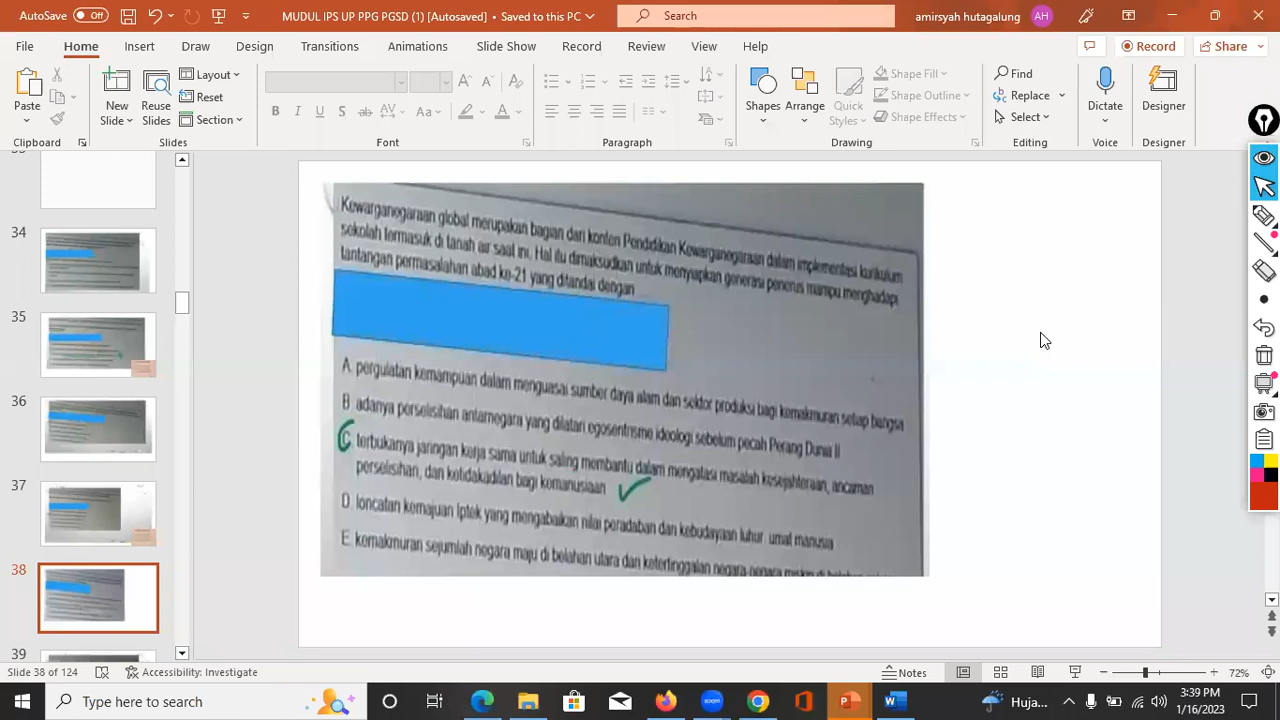 AutoSave Off MUDUL IPS UP PPG PGSD (1) [Autosaved] • Saved to this PC Search amirsyah hutagalung AH
File Home Insert Draw Design Transitions Animations Slide Show Record Review View Help Record Share
Paste New Slide Reuse Slides Layout Reset Section Shapes Arrange Quick Styles Shape Fill Shape Outline Shape Effects Find Replace Select Dictate Designer
B I U S ab AV Aa A
Clipboard Slides Font Paragraph Drawing Editing Voice Designer
34
35
36
37
38
39
Kewarganegaraan global merupakan bagian dari konten Pendidikan Kewarganegaraan dalam implementasi kurikulum
sekolah termasuk di tanah air saat ini. Hal itu dimaksudkan untuk menyiapkan generasi penerus mampu menghadapi
tantangan permasalahan abad ke-21 yang ditandai dengan
A. pergulatan kemampuan dalam menguasai sumber daya alam dan sektor produksi bagi kemakmuran setiap bangsa
B adanya perselisihan antarnegara yang dilatari egosentrisme ideologi sebelum pecah Perang Dunia II
C terbukanya jaringan kerja sama untuk saling membantu dalam mengatasi masalah kesejahteraan, ancaman
perselisihan, dan ketidakadilan bagi kemanusiaan
D. loncatan kemajuan Iptek yang mengabaikan nilai peradaban dan kebudayaan luhur umat manusia
E. kemakmuran sejumlah negara maju di belahan utara dan ketertinggalan negara-negara miskin di belahan
Slide 38 of 124 Accessibility: Investigate Notes 72%
Type here to search Huja... 3:39 PM
1/16/2023